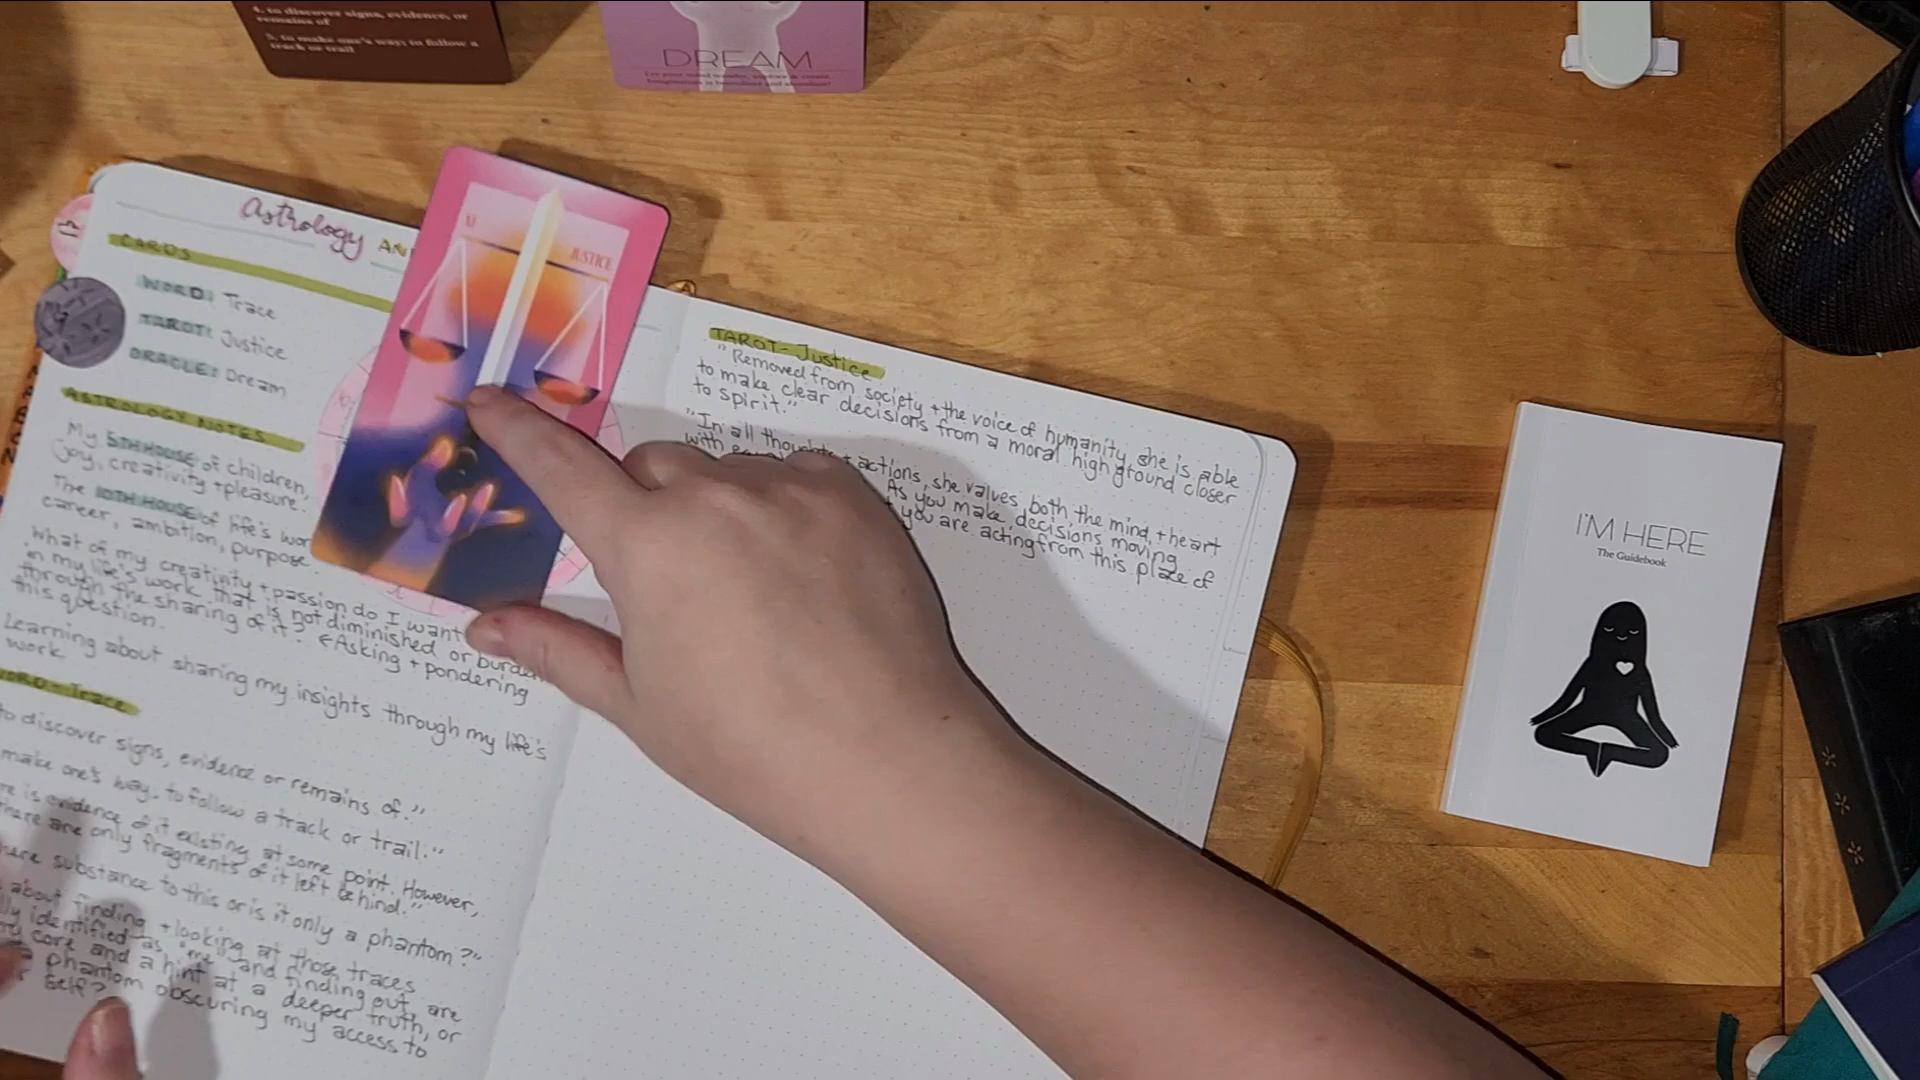 4. to discover signs, evidence, or
remains of
5. to make one's way; to follow a
track or trail
DREAM
Astrology AN
CARDS
WORD: Trace
TAROT: Justice
ORACLE: Dream
ASTROLOGY NOTES
My 5TH HOUSE of children,
joy, creativity + pleasure.
The 10TH HOUSE of life's wor
career, ambition, purpose.
What of my creativity + passion do I want
in my life's work that is not diminished or burde
through the sharing of it? ← Asking + pondering
this question.
Learning about sharing my insights through my life's
work.
WORD - Trace
to discover signs, evidence or remains of."
make one's way, to follow a track or trail."
re is evidence of it existing at some point. However,
there are only fragments of it left behind."
here substance to this or is it only a phantom?"
about finding + looking at those traces
lly identified as "me" and finding out, are
my core and a hint at a deeper truth, or
a phantom obscuring my access to
self?
XI
JUSTICE
TAROT - Justice
"Removed from society + the voice of humanity, she is able
to make clear decisions from a moral high ground closer
to spirit."
"In all thoughts + actions, she values both the mind, + heart
with As you make decisions moving
you are acting from this place of
I'M HERE
The Guidebook